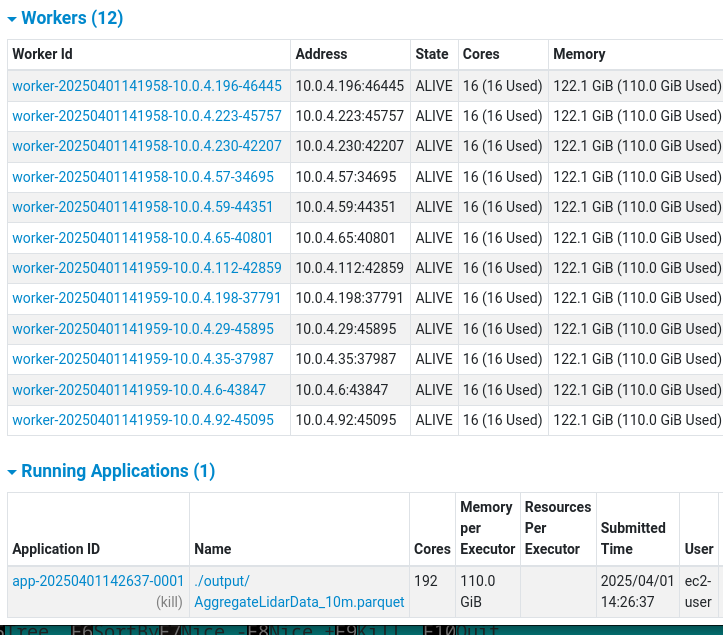 Workers (12)
Worker Id Address State Cores Memory
worker-20250401141958-10.0.4.196-46445 10.0.4.196:46445 ALIVE 16 (16 Used) 122.1 GiB (110.0 GiB Used)
worker-20250401141958-10.0.4.223-45757 10.0.4.223:45757 ALIVE 16 (16 Used) 122.1 GiB (110.0 GiB Used)
worker-20250401141958-10.0.4.230-42207 10.0.4.230:42207 ALIVE 16 (16 Used) 122.1 GiB (110.0 GiB Used)
worker-20250401141958-10.0.4.57-34695 10.0.4.57:34695 ALIVE 16 (16 Used) 122.1 GiB (110.0 GiB Used)
worker-20250401141958-10.0.4.59-44351 10.0.4.59:44351 ALIVE 16 (16 Used) 122.1 GiB (110.0 GiB Used)
worker-20250401141958-10.0.4.65-40801 10.0.4.65:40801 ALIVE 16 (16 Used) 122.1 GiB (110.0 GiB Used)
worker-20250401141959-10.0.4.112-42859 10.0.4.112:42859 ALIVE 16 (16 Used) 122.1 GiB (110.0 GiB Used)
worker-20250401141959-10.0.4.198-37791 10.0.4.198:37791 ALIVE 16 (16 Used) 122.1 GiB (110.0 GiB Used)
worker-20250401141959-10.0.4.29-45895 10.0.4.29:45895 ALIVE 16 (16 Used) 122.1 GiB (110.0 GiB Used)
worker-20250401141959-10.0.4.35-37987 10.0.4.35:37987 ALIVE 16 (16 Used) 122.1 GiB (110.0 GiB Used)
worker-20250401141959-10.0.4.6-43847 10.0.4.6:43847 ALIVE 16 (16 Used) 122.1 GiB (110.0 GiB Used)
worker-20250401141959-10.0.4.92-45095 10.0.4.92:45095 ALIVE 16 (16 Used) 122.1 GiB (110.0 GiB Used)
Running Applications (1)
Memory Resources
per Per Submitted
Application ID Name Cores Executor Executor Time User
app-20250401142637-0001 ./output/ 192 110.0 2025/04/01 ec2-
(kill) AggregateLidarData_10m.parquet GiB 14:26:37 user
Tree F6SortBy F7Nice - F8Nice + F9Kill F10Quit